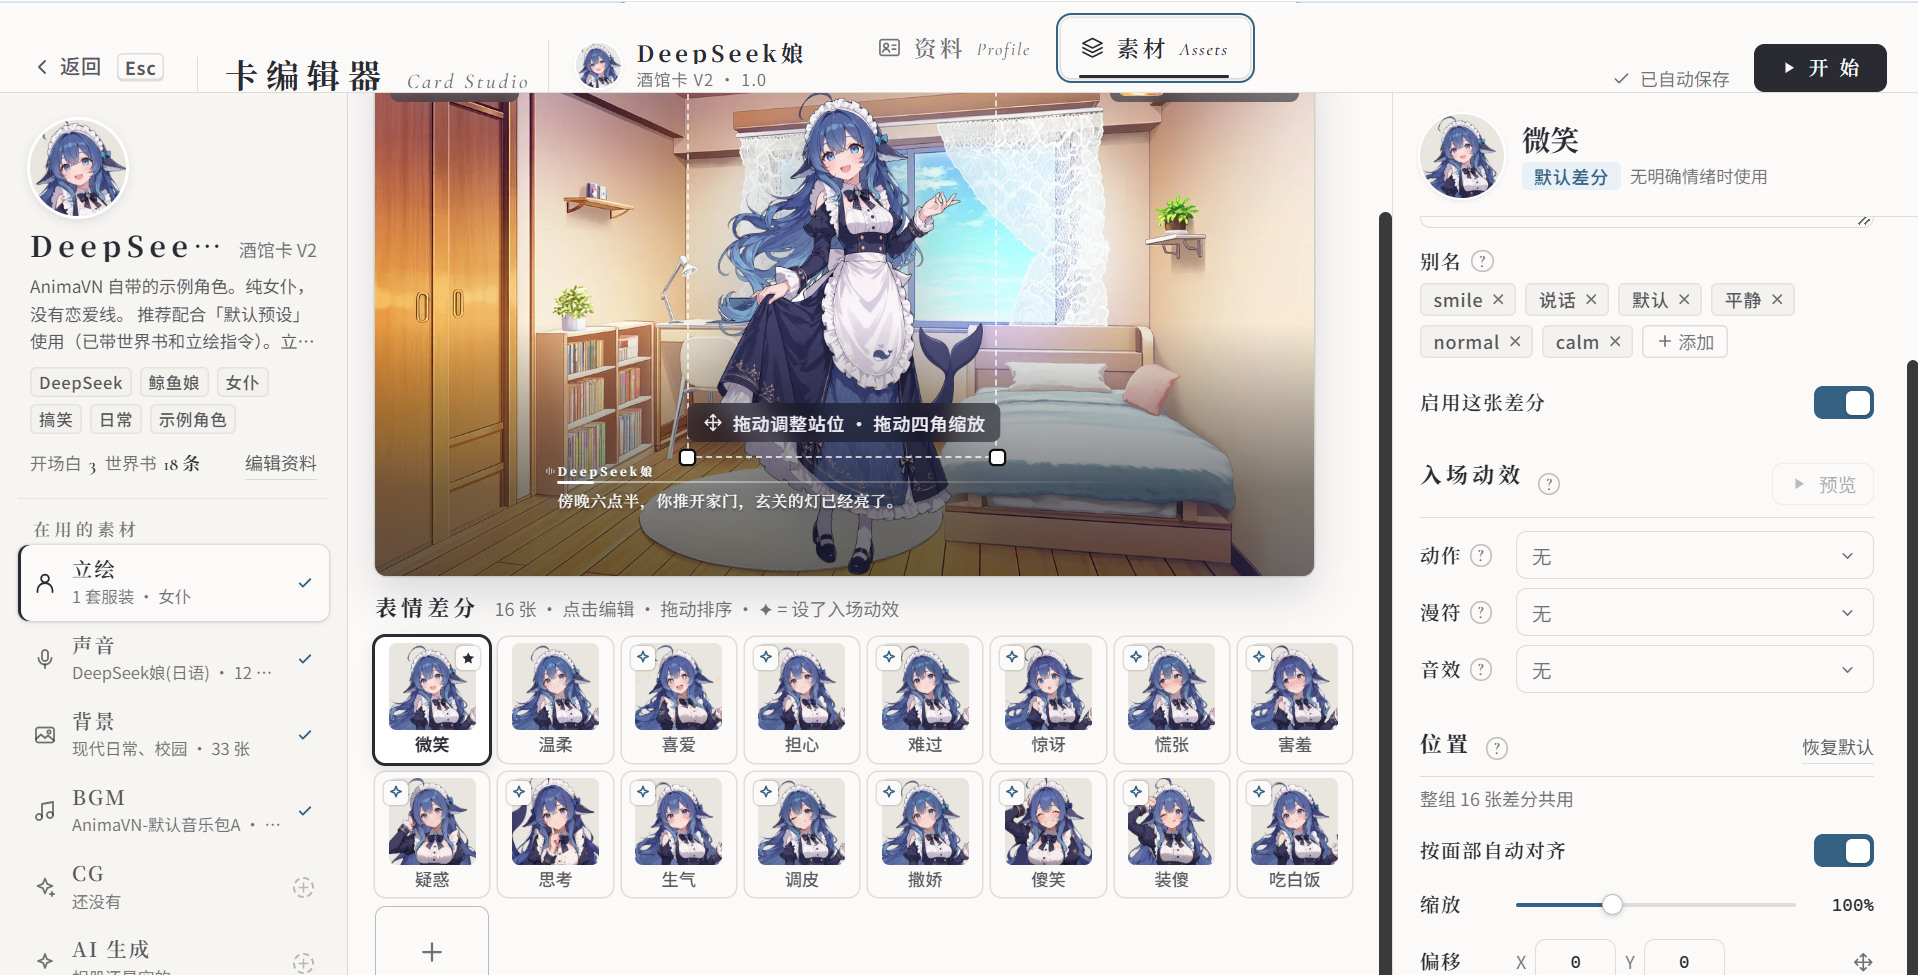 返回 Esc
卡编辑器 Card Studio
DeepSeek娘
酒馆卡 V2 • 1.0
资料 Profile
素材 Assets
已自动保存
开始
DeepSee…
酒馆卡 V2
AnimaVN 自带的示例角色。纯女仆，
没有恋爱线。 推荐配合「默认预设」
使用（已带世界书和立绘指令）。立…
DeepSeek 鲸鱼娘 女仆
搞笑 日常 示例角色
开场白 3 世界书 18 条 编辑资料
在用的素材
立绘
1 套服装 • 女仆
声音
DeepSeek娘(日语) • 12 …
背景
现代日常、校园 • 33 张
BGM
AnimaVN-默认音乐包A • …
CG
还没有
AI 生成
拖动调整站位 • 拖动四角缩放
DeepSeek娘
傍晚六点半，你推开家门，玄关的灯已经亮了。
表情差分 16 张 • 点击编辑 • 拖动排序 • ✦ = 设了入场动效
微笑 温柔 喜爱 担心 难过 惊讶 慌张 害羞
疑惑 思考 生气 调皮 撒娇 傻笑 装傻 吃白饭
微笑
默认差分 无明确情绪时使用
别名 ?
smile × 说话 × 默认 × 平静 ×
normal × calm × + 添加
启用这张差分
入场动效 ? 预览
动作 ? 无
漫符 ? 无
音效 ? 无
位置 ? 恢复默认
整组 16 张差分共用
按面部自动对齐
缩放 100%
偏移 X 0 Y 0